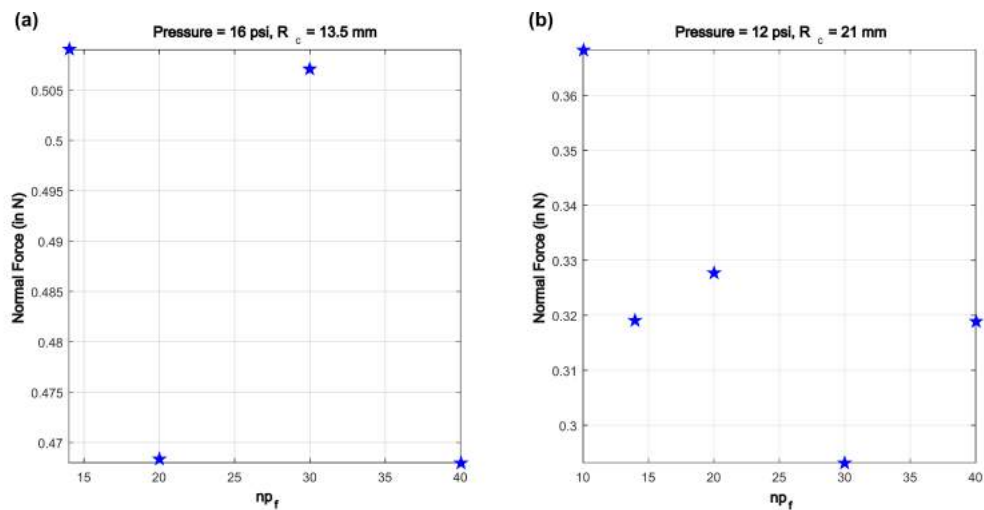 (a)
Pressure = 16 psi, R c = 13.5 mm
Normal Force (in N)
0.505
0.5
0.495
0.49
0.485
0.48
0.475
0.47
15 20 25 30 35 40
npf
(b)
Pressure = 12 psi, R c = 21 mm
Normal Force (in N)
0.36
0.35
0.34
0.33
0.32
0.31
0.3
10 15 20 25 30 35 40
npf